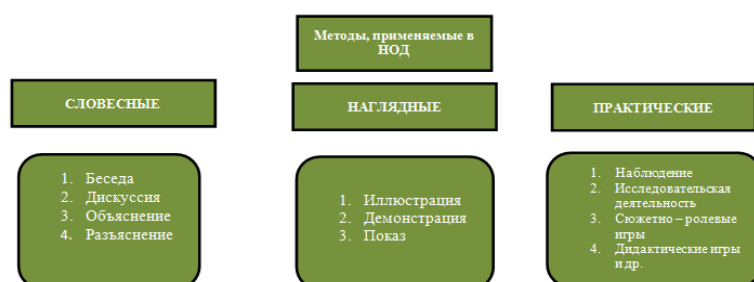 Методы, применяемые в
НОД
СЛОВЕСНЫЕ
НАГЛЯДНЫЕ
ПРАКТИЧЕСКИЕ
1. Беседа
2. Дискуссия
3. Объяснение
4. Разъяснение
1. Иллюстрация
2. Демонстрация
3. Показ
1. Наблюдение
2. Исследовательская
деятельность
3. Сюжетно – ролевые
игры
4. Дидактические игры
и др.